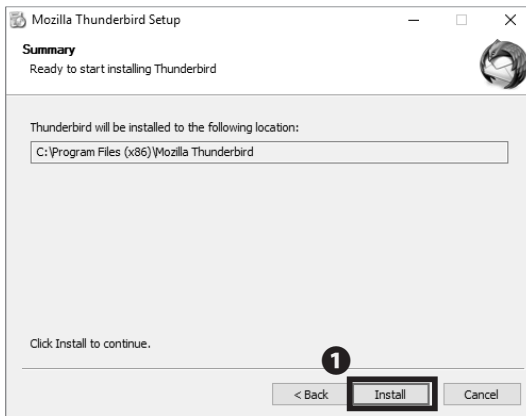 Mozilla Thunderbird Setup
Summary
Ready to start installing Thunderbird
Thunderbird will be installed to the following location:
C:\Program Files (x86)\Mozilla Thunderbird
Click Install to continue.
1
< Back Install Cancel